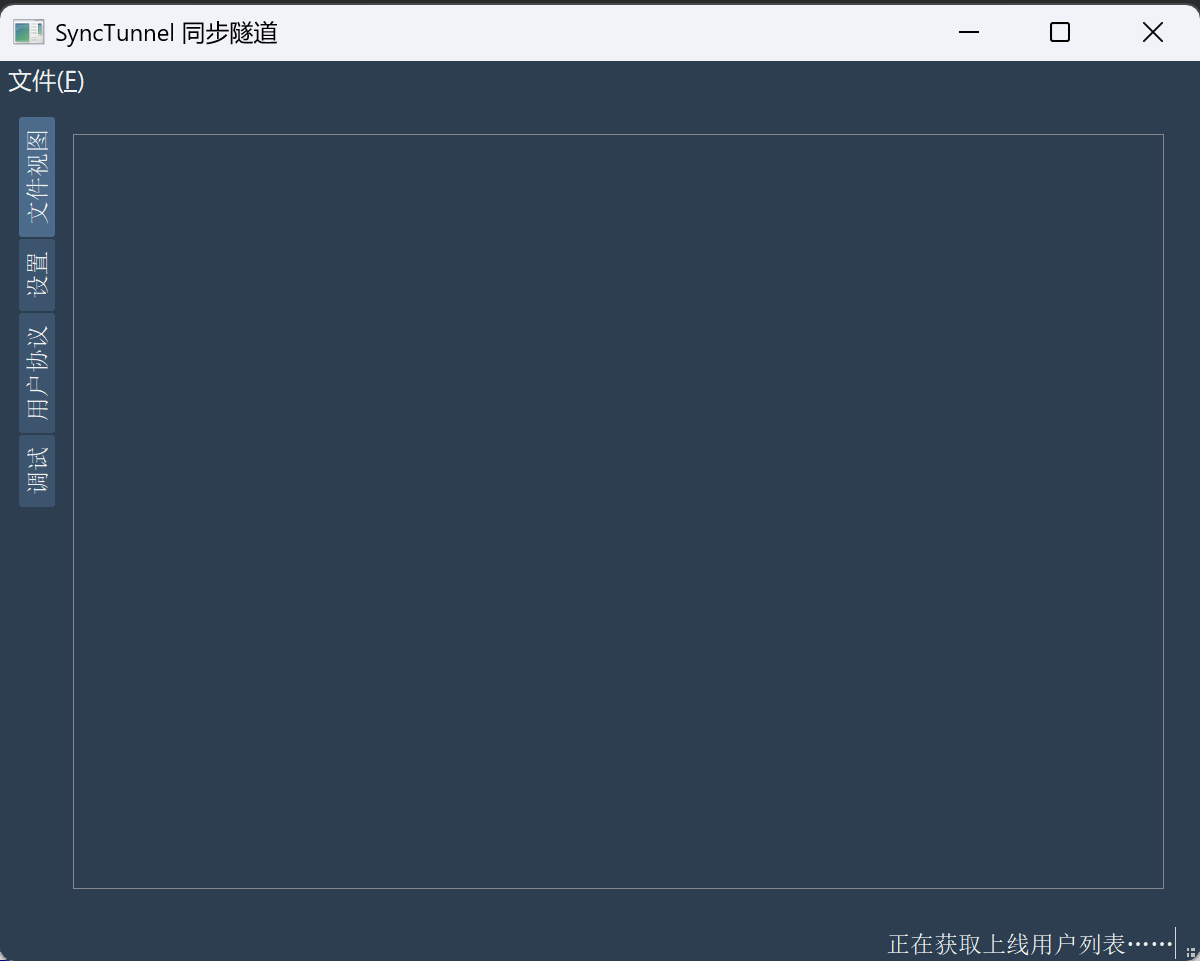 SyncTunnel 同步隧道
文件(F)
文件视图
设置
用户协议
调试
正在获取上线用户列表……